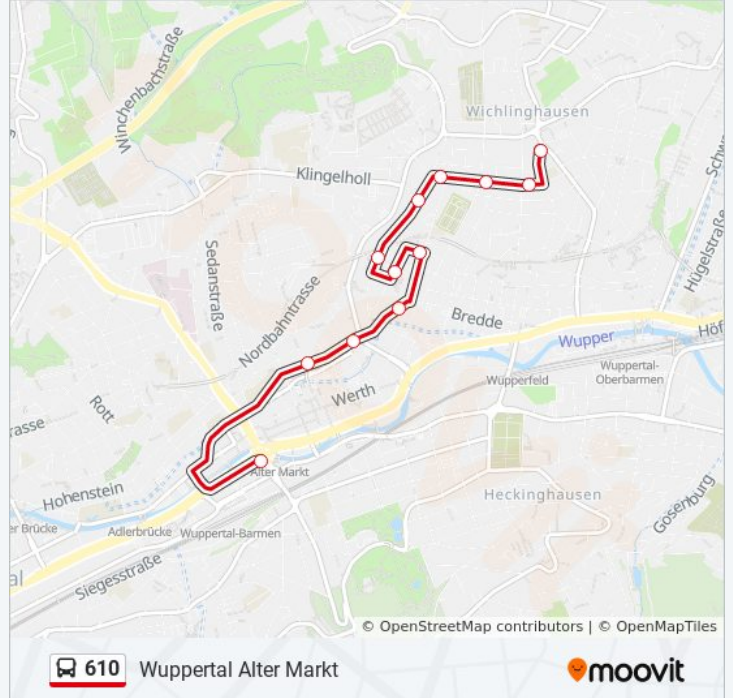 Winchenbachstraße
Wichlinghausen
Klingelholl
Schw
Hügelstraße
Sedanstraße
Nordbahntrasse
Bredde
Wupper
Höf
Wuppertal-
Oberbarmen
Wupperfeld
Werth
Rott
rasse
Alter Markt
Hohenstein
Heckinghausen
Gosenburg
er Brücke
Adlerbrücke
Wuppertal-Barmen
al
Siegesstraße
© OpenStreetMap contributors | © OpenMapTiles
610 Wuppertal Alter Markt
moovit